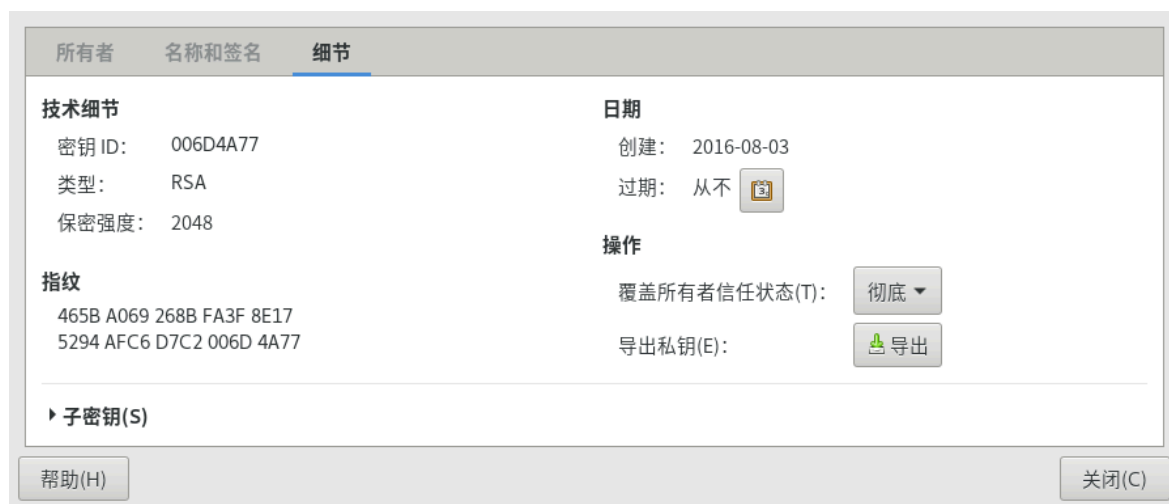 所有者 名称和签名 细节
技术细节
密钥 ID： 006D4A77
类型： RSA
保密强度： 2048
指纹
465B A069 268B FA3F 8E17
5294 AFC6 D7C2 006D 4A77
日期
创建： 2016-08-03
过期： 从不
操作
覆盖所有者信任状态(T)： 彻底
导出私钥(E)： 导出
子密钥(S)
帮助(H) 关闭(C)